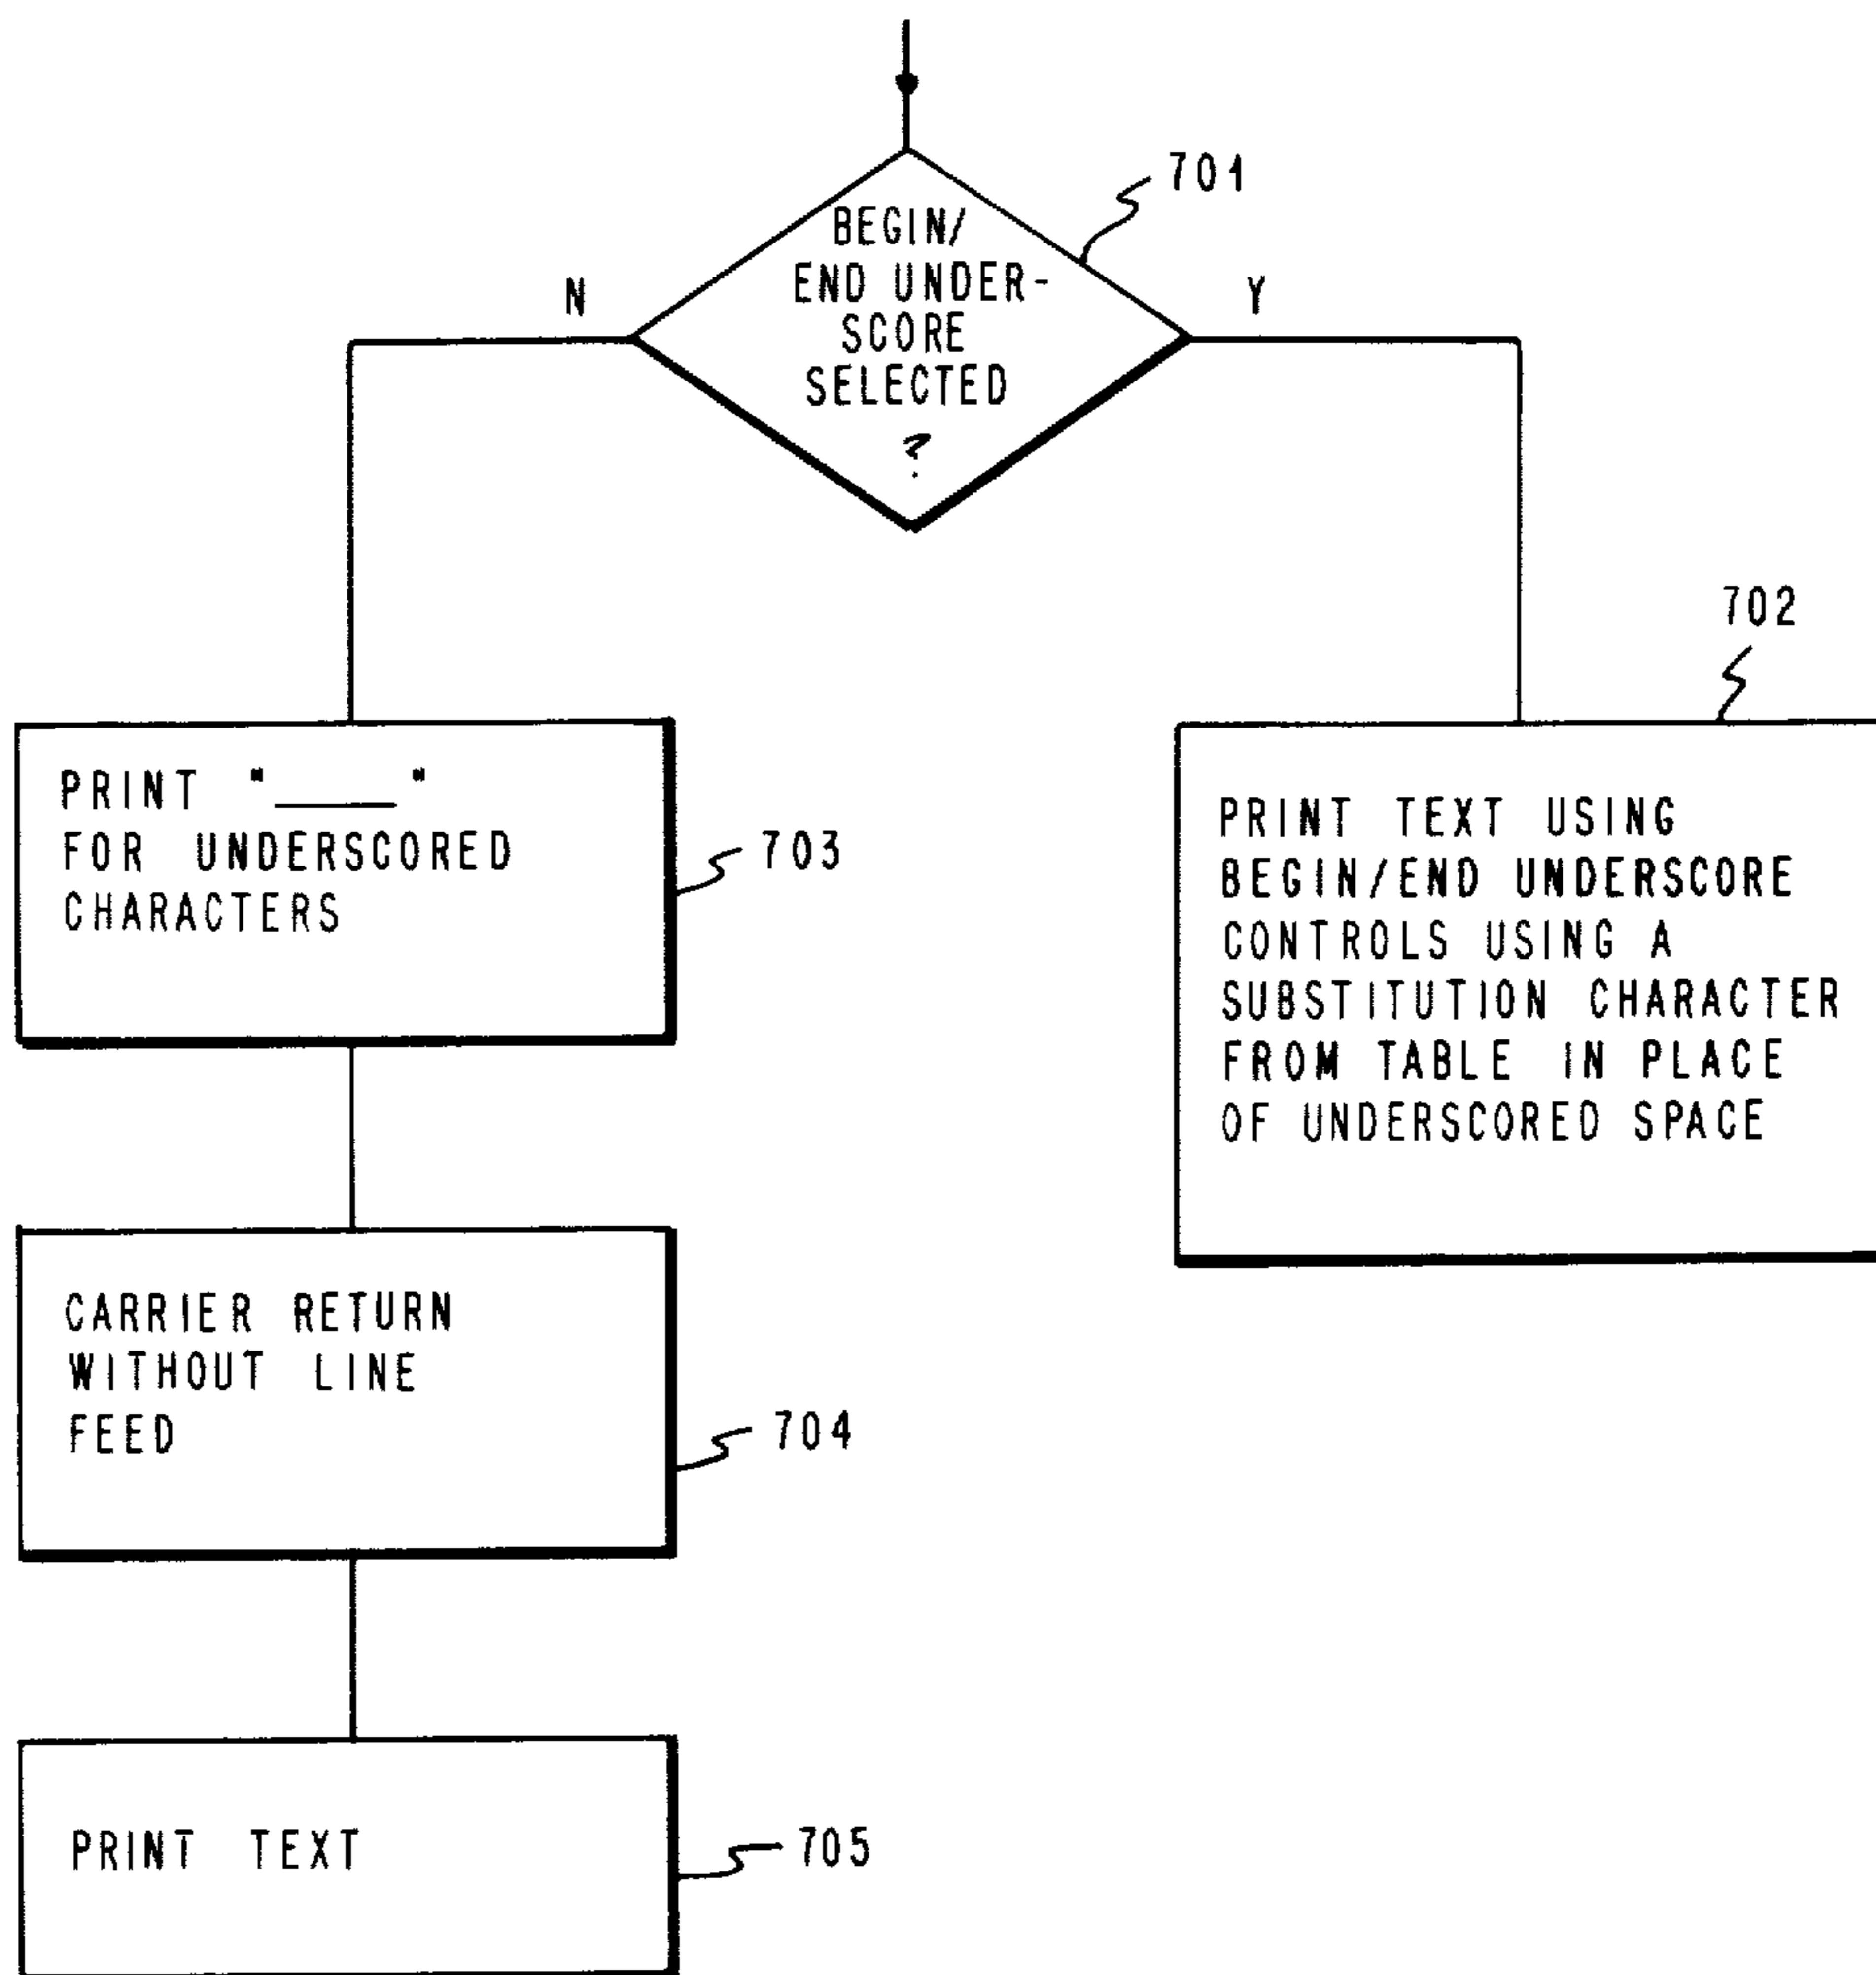 701
BEGIN/
END UNDER-
SCORE
SELECTED
?
N
Y
702
PRINT "_____"
FOR UNDERSCORED
CHARACTERS
703
PRINT TEXT USING
BEGIN/END UNDERSCORE
CONTROLS USING A
SUBSTITUTION CHARACTER
FROM TABLE IN PLACE
OF UNDERSCORED SPACE
CARRIER RETURN
WITHOUT LINE
FEED
704
PRINT TEXT
705